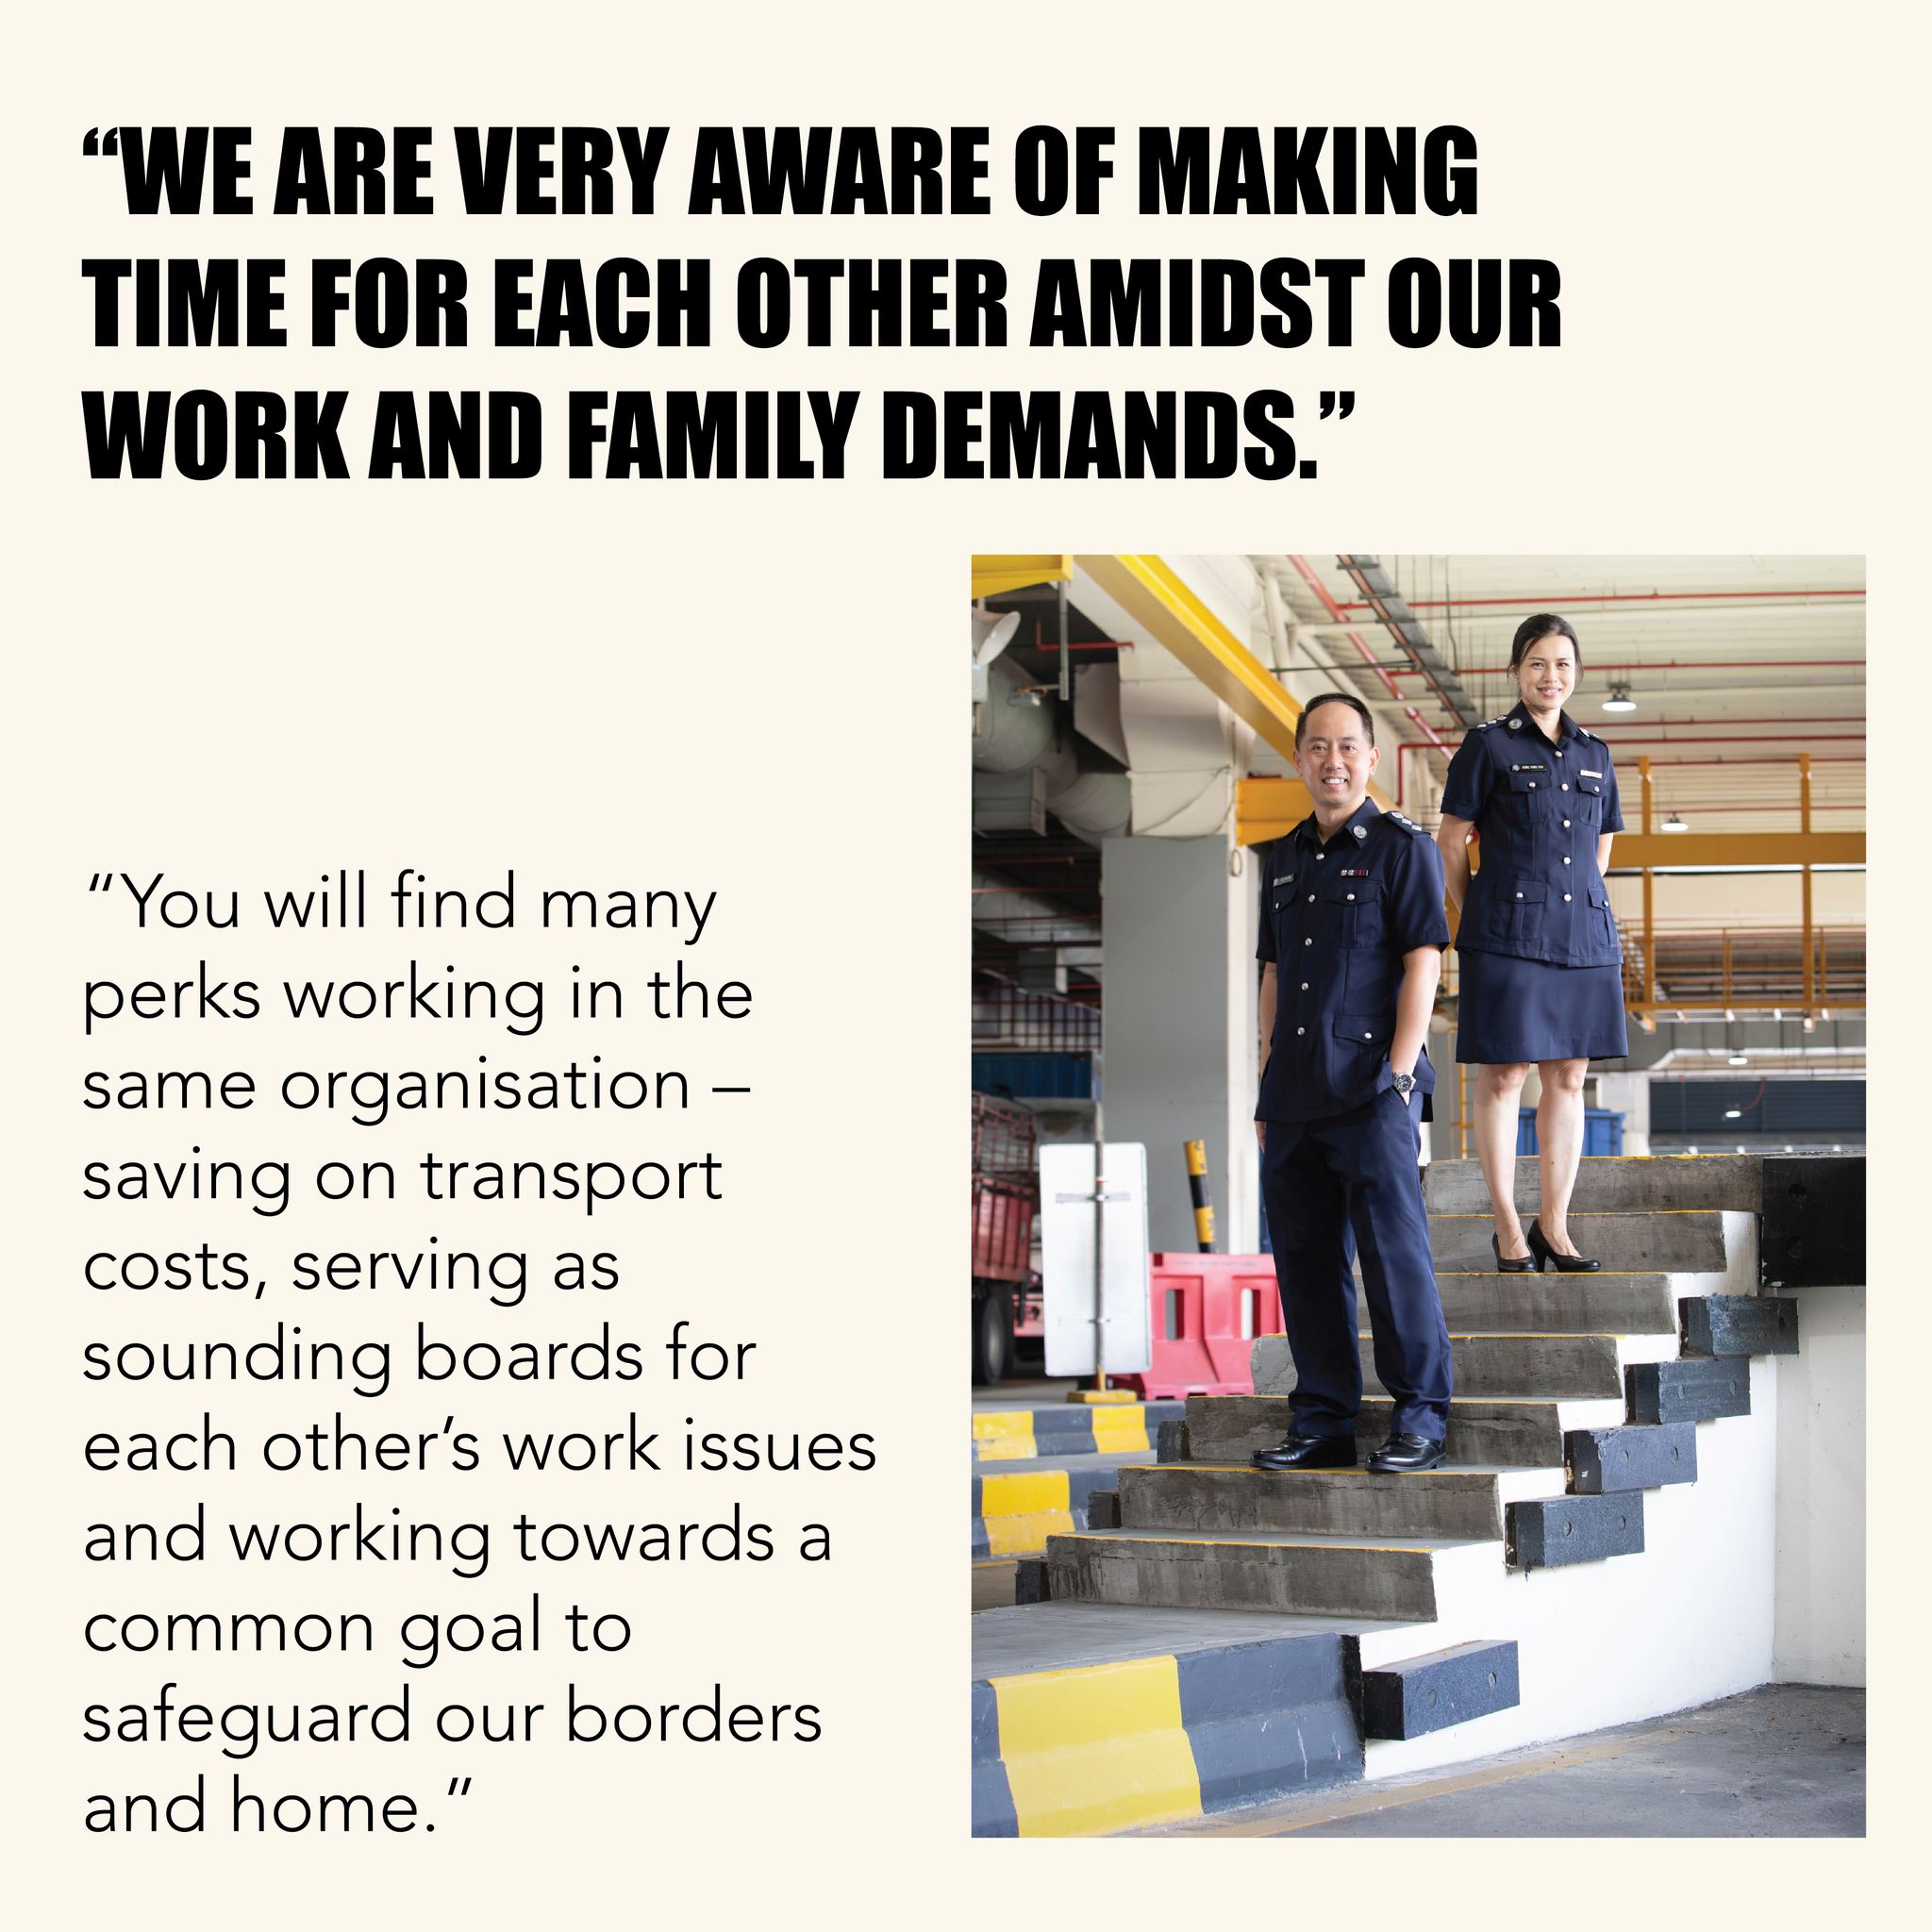 “WE ARE VERY AWARE OF MAKING
TIME FOR EACH OTHER AMIDST OUR
WORK AND FAMILY DEMANDS.”
“You will find many
perks working in the
same organisation –
saving on transport
costs, serving as
sounding boards for
each other’s work issues
and working towards a
common goal to
safeguard our borders
and home.”